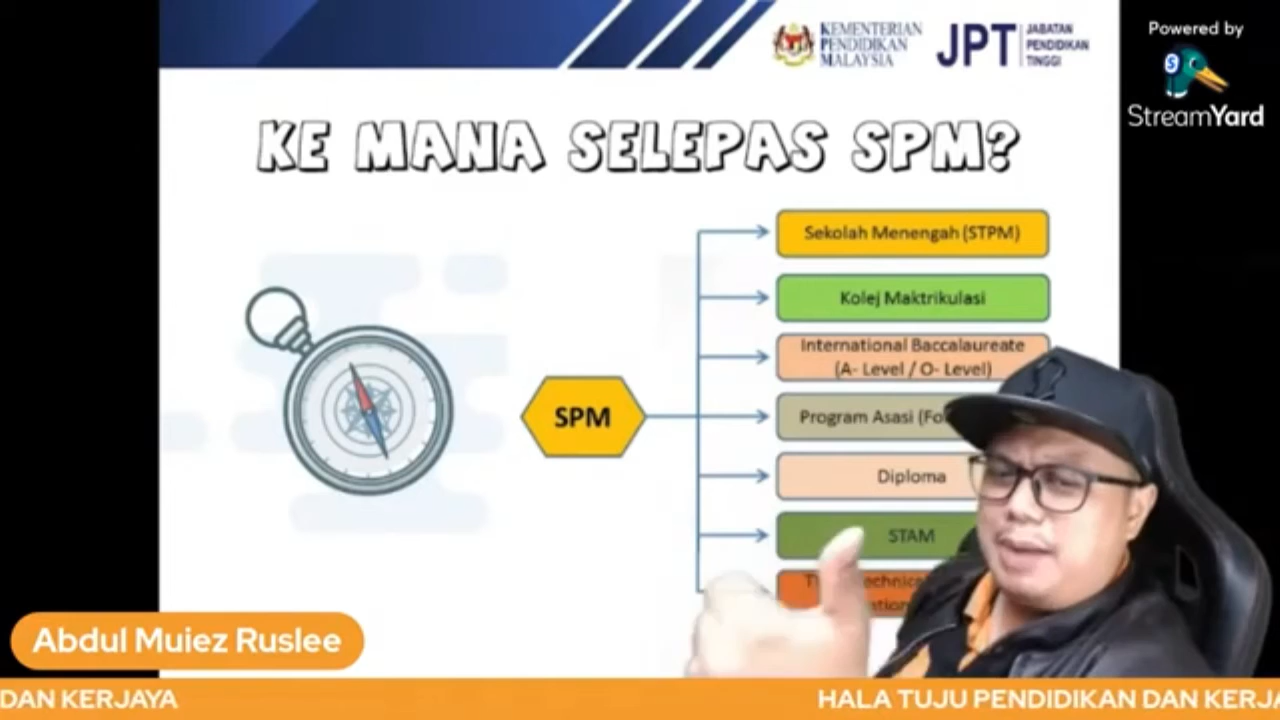 KEMENTERIAN
PENDIDIKAN
MALAYSIA
JPT
JABATAN
PENDIDIKAN
TINGGI
Powered by
StreamYard
KE MANA SELEPAS SPM?
Sekolah Menengah (STPM)
Kolej Maktrikulasi
International Baccalaureate
(A- Level / O- Level)
SPM
Program Asasi
Diploma
STAM
Abdul Muiez Ruslee
DAN KERJAYA
HALA TUJU PENDIDIKAN DAN KERJA